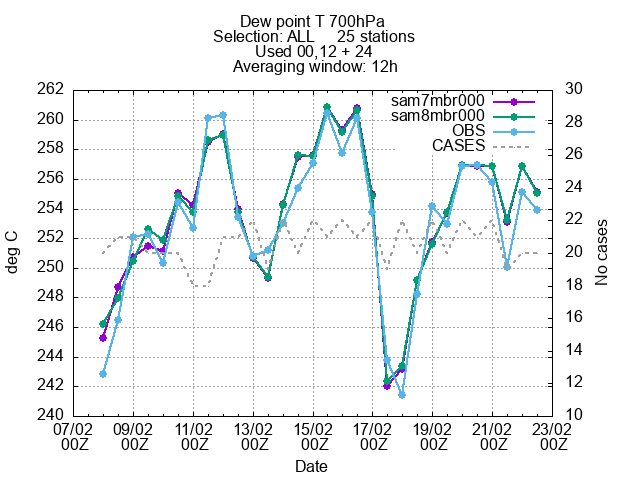 Dew point T 700hPa
Selection: ALL 25 stations
Used 00,12 + 24
Averaging window: 12h
262
260
258
256
254
252
250
248
246
244
242
240
deg C
30
28
26
24
22
20
18
16
14
12
10
No cases
sam7mbr000
sam8mbr000
OBS
CASES
07/02 09/02 11/02 13/02 15/02 17/02 19/02 21/02 23/02
00Z 00Z 00Z 00Z 00Z 00Z 00Z 00Z 00Z
Date